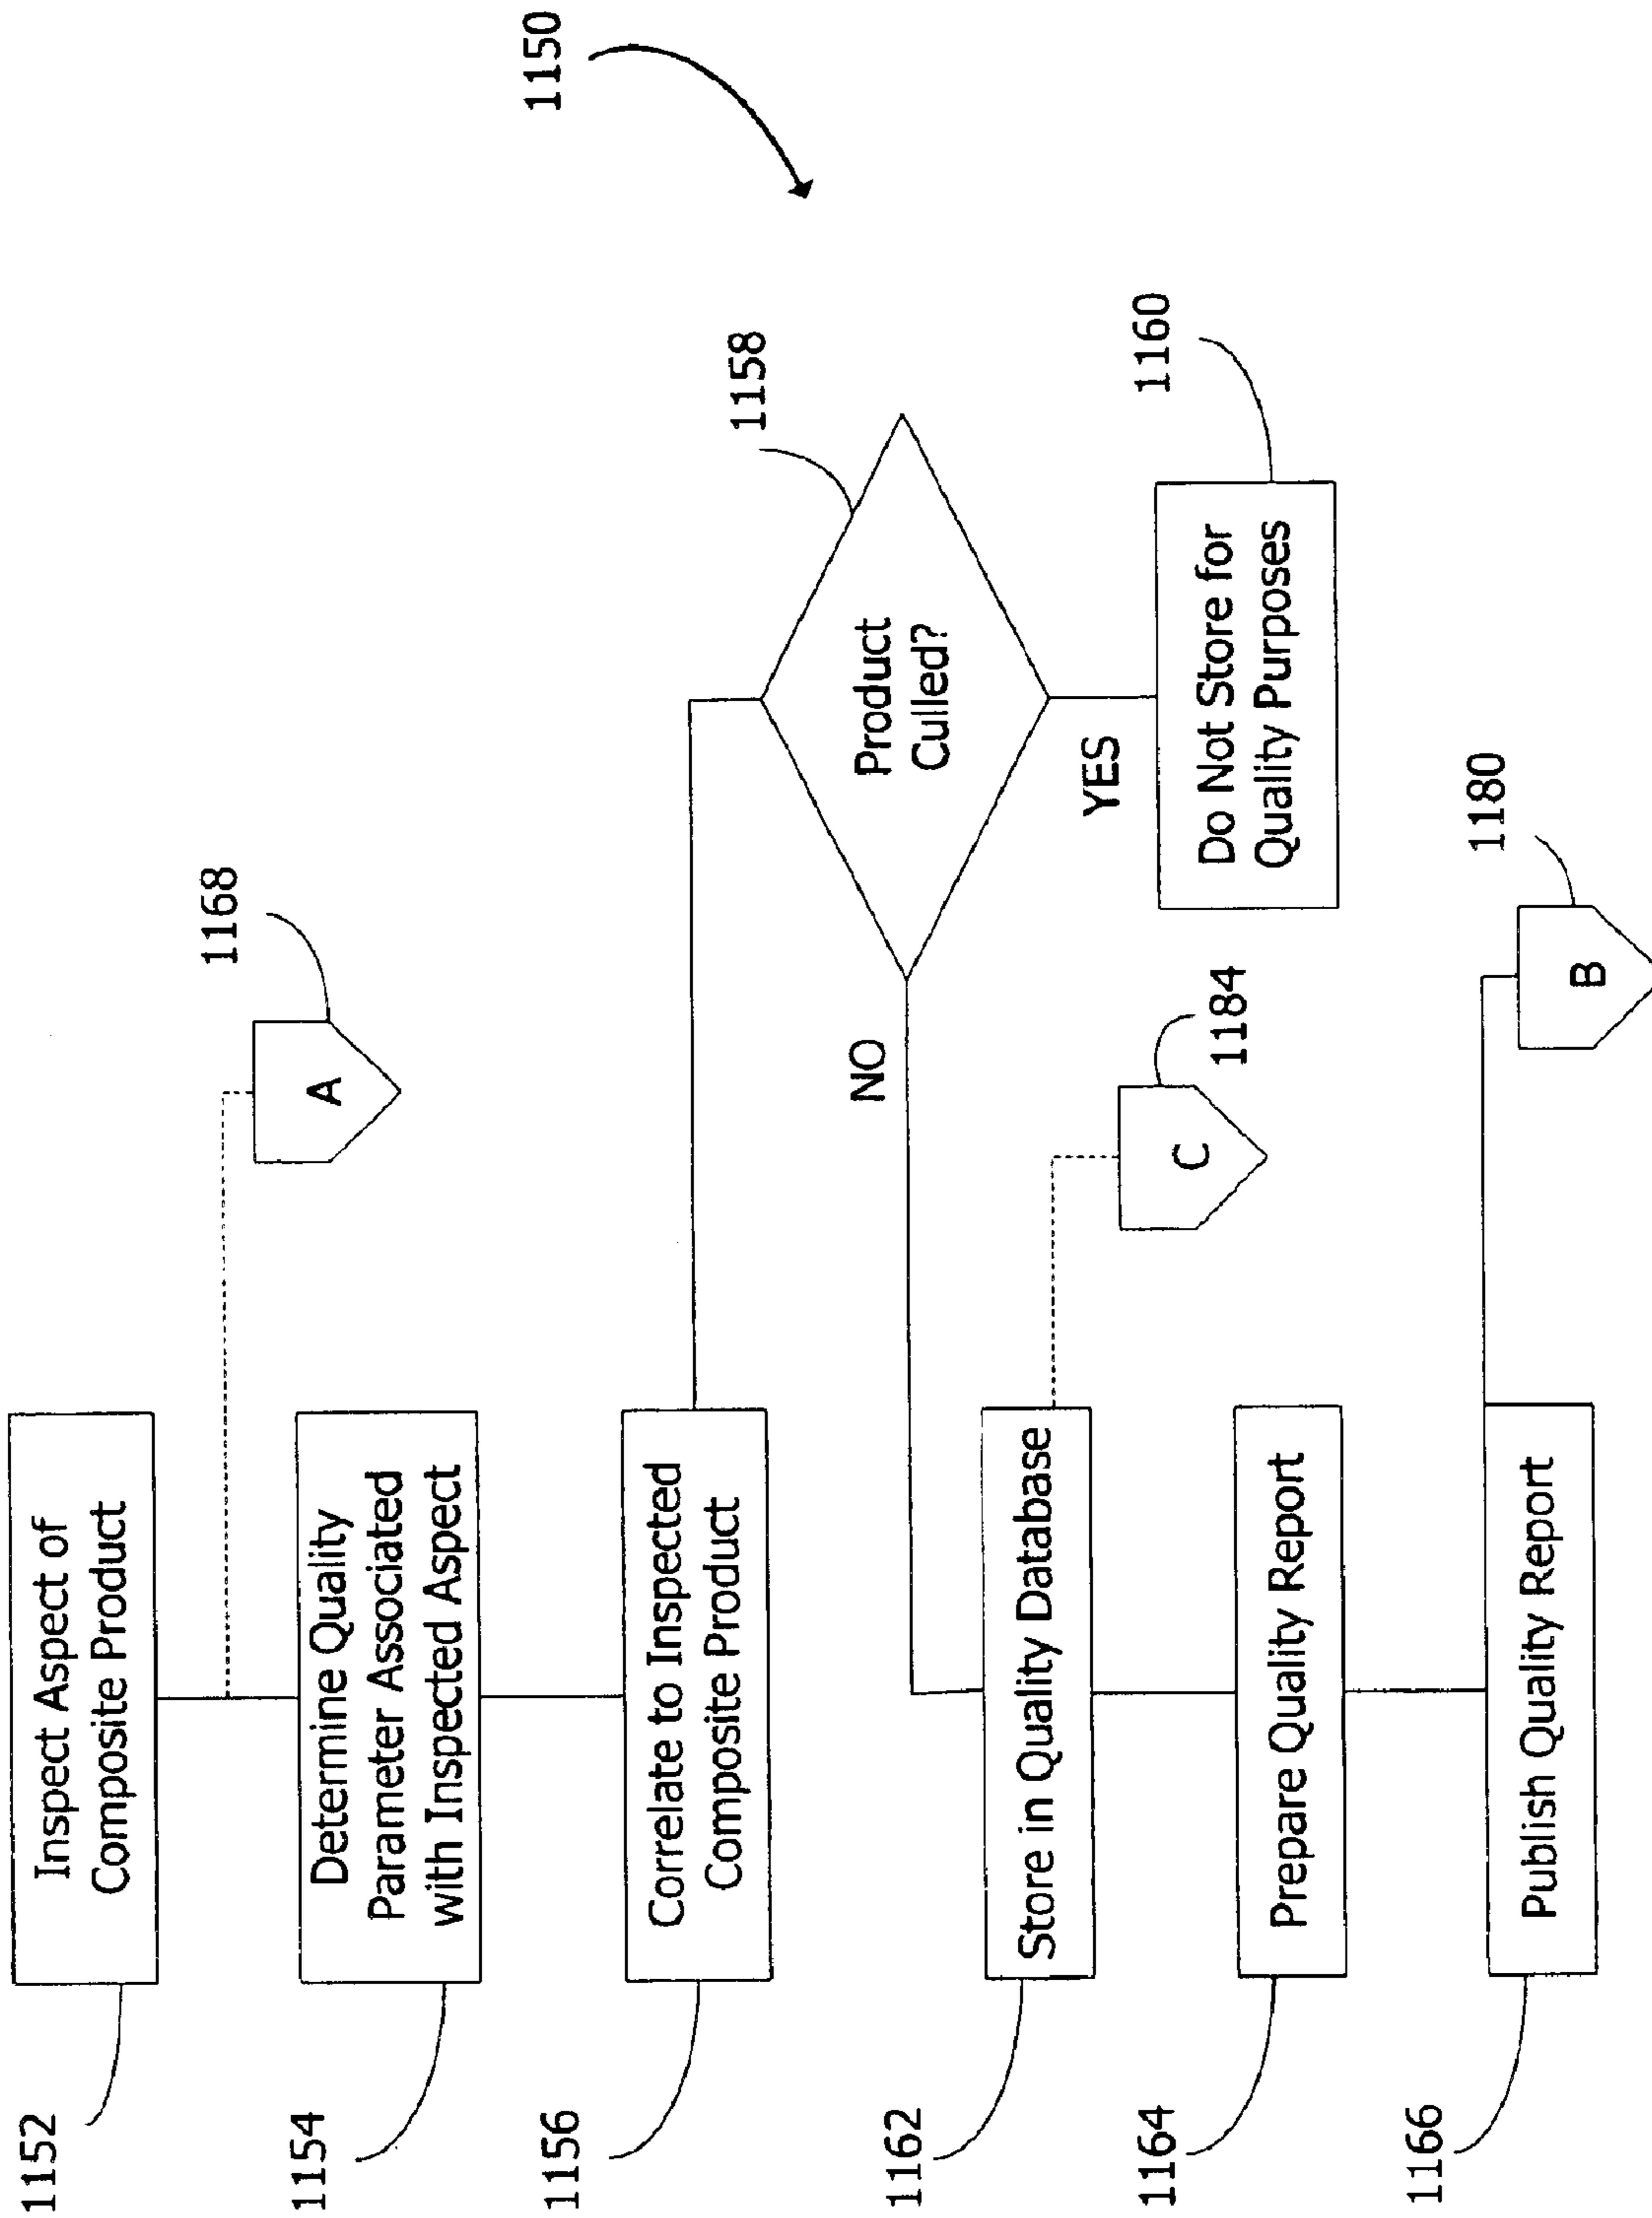 1150
1152
Inspect Aspect of
Composite Product
1168
A
1154
Determine Quality
Parameter Associated
with Inspected Aspect
1156
Correlate to Inspected
Composite Product
1158
Product
Culled?
NO
YES
1160
Do Not Store for
Quality Purposes
1162
Store in Quality Database
1184
C
1164
Prepare Quality Report
1166
Publish Quality Report
1180
B